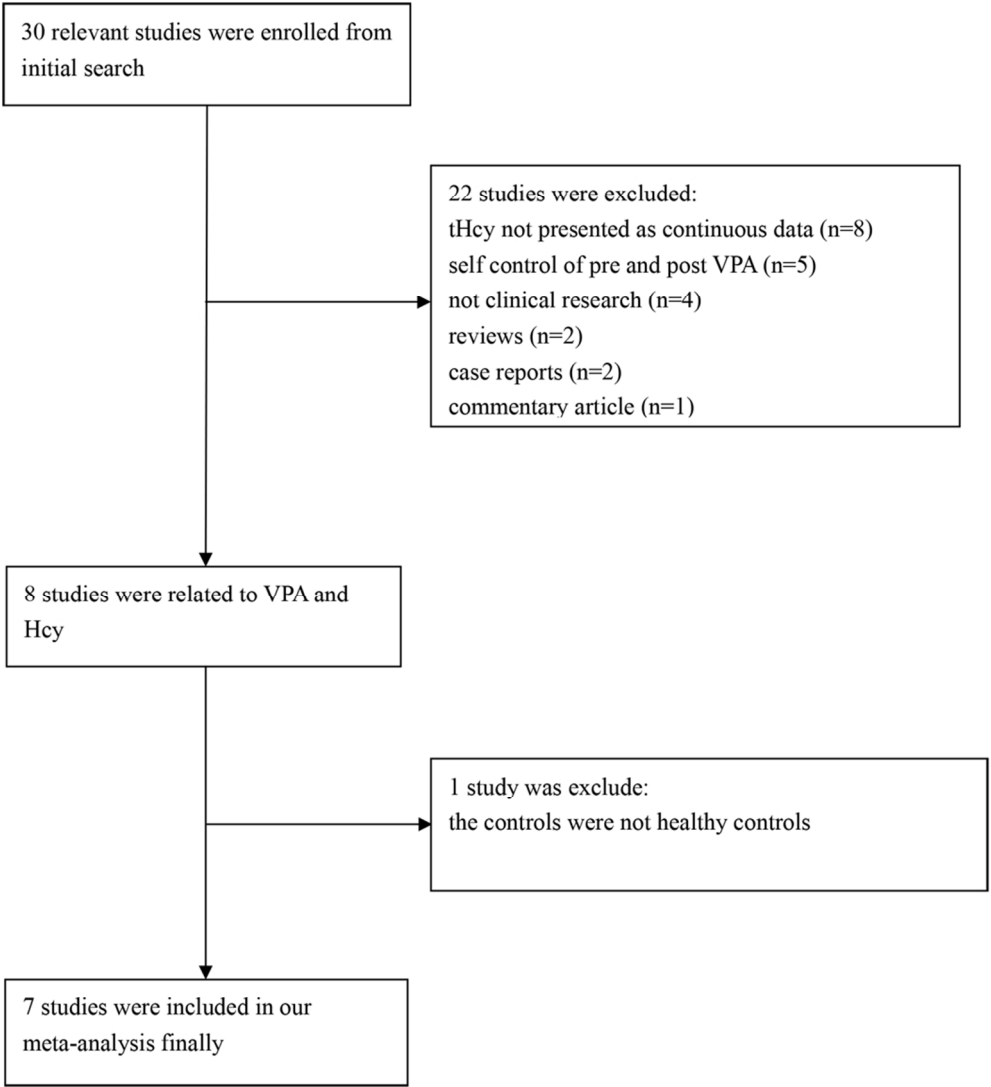 30 relevant studies were enrolled from
initial search
22 studies were excluded:
tHcy not presented as continuous data (n=8)
self control of pre and post VPA (n=5)
not clinical research (n=4)
reviews (n=2)
case reports (n=2)
commentary article (n=1)
8 studies were related to VPA and
Hcy
1 study was exclude:
the controls were not healthy controls
7 studies were included in our
meta-analysis finally